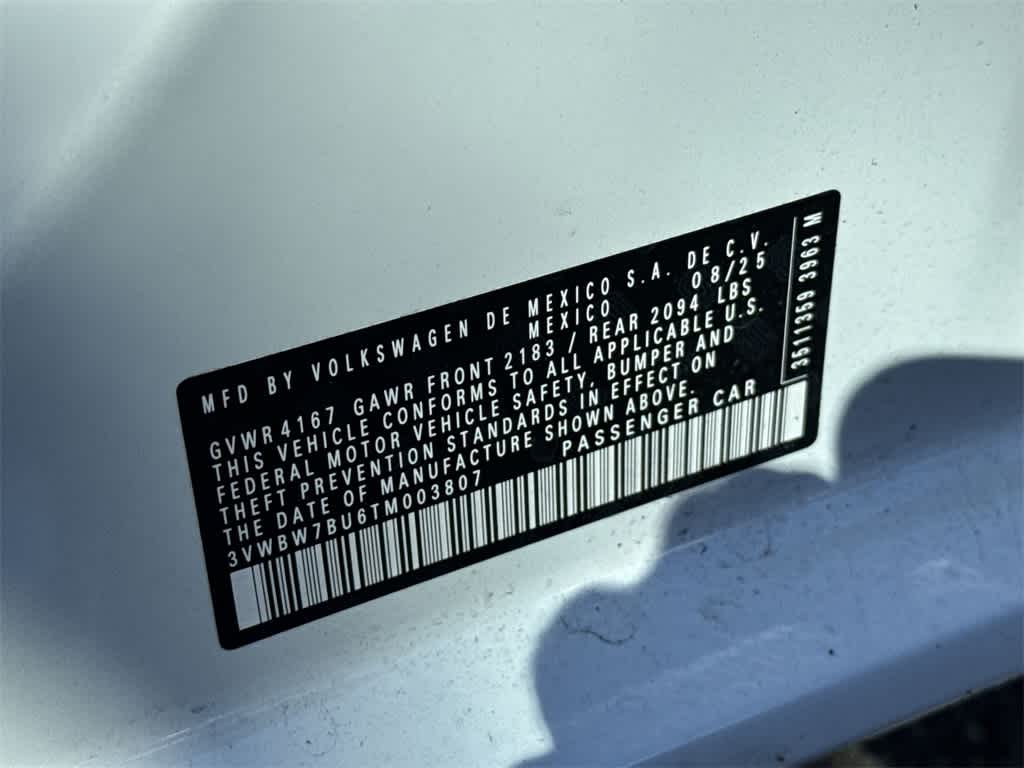 MFD BY VOLKSWAGEN DE MEXICO S.A. DE C.V.
MEXICO 08/25
GVWR 4167 GAWR FRONT 2183 / REAR 2094 LBS
THIS VEHICLE CONFORMS TO ALL APPLICABLE U.S.
FEDERAL MOTOR VEHICLE SAFETY, BUMPER AND
THEFT PREVENTION STANDARDS IN EFFECT ON
THE DATE OF MANUFACTURE SHOWN ABOVE.
3VWBW7BU6TM003807 PASSENGER CAR
3511359 3963 M